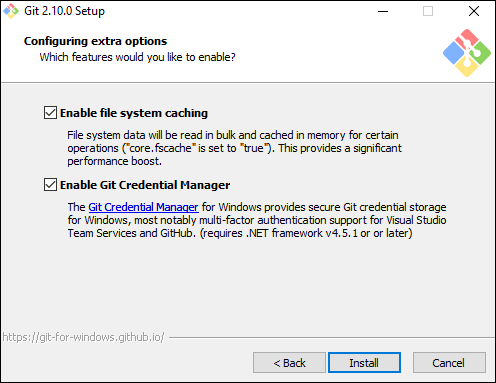 Git 2.10.0 Setup
Configuring extra options
Which features would you like to enable?
Enable file system caching
File system data will be read in bulk and cached in memory for certain
operations ("core.fscache" is set to "true"). This provides a significant
performance boost.
Enable Git Credential Manager
The Git Credential Manager for Windows provides secure Git credential storage
for Windows, most notably multi-factor authentication support for Visual Studio
Team Services and GitHub. (requires .NET framework v4.5.1 or or later)
https://git-for-windows.github.io/
< Back Install Cancel